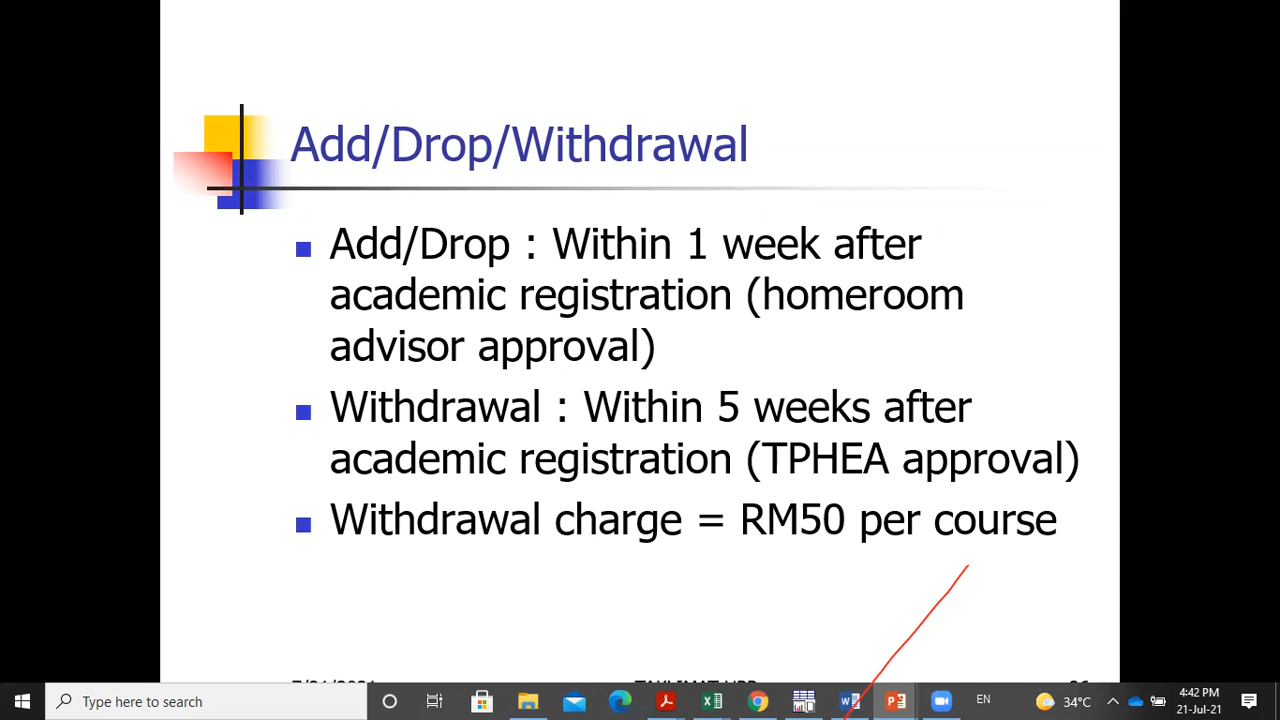 Add/Drop/Withdrawal
Add/Drop : Within 1 week after
academic registration (homeroom
advisor approval)
Withdrawal : Within 5 weeks after
academic registration (TPHEA approval)
Withdrawal charge = RM50 per course
Type here to search
EN
34°C
4:42 PM
21-Jul-21